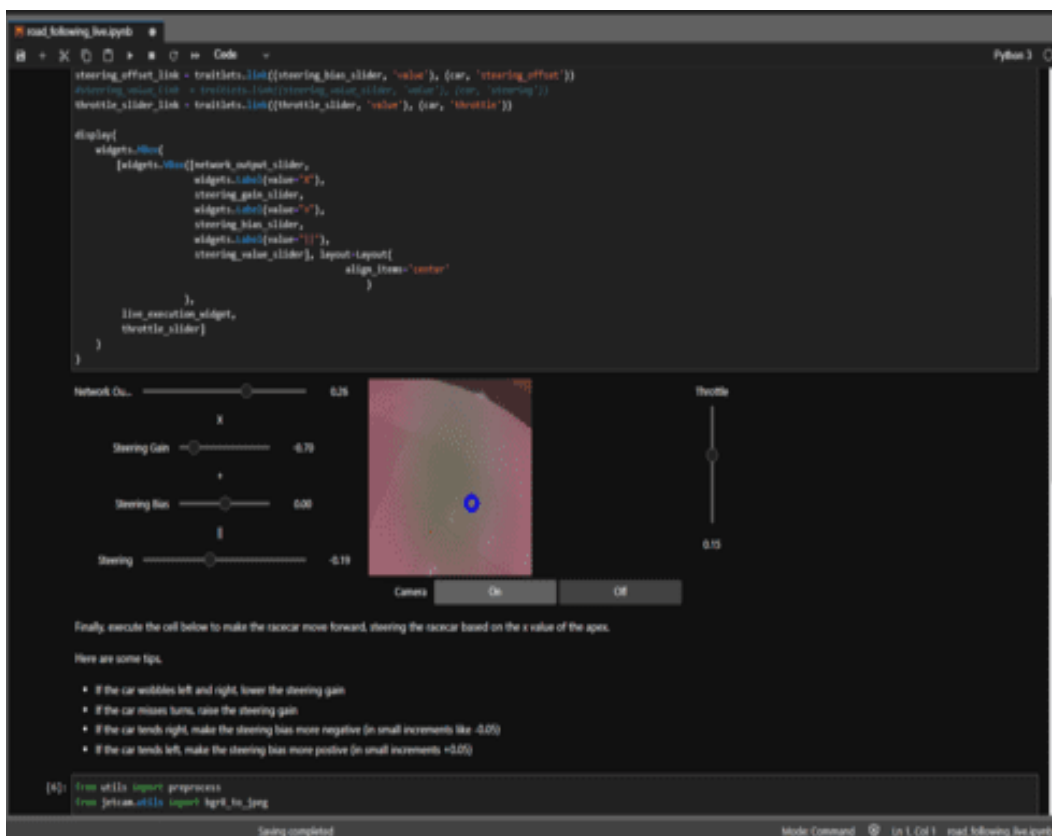 road_following_live.ipynb
Code
Python 3
steering_offset_link = traitlets.link((steering_bias_slider, 'value'), (car, 'steering_offset'))
#steering_value_link = traitlets.link((steering_value_slider, 'value'), (car, 'steering'))
throttle_slider_link = traitlets.link((throttle_slider, 'value'), (car, 'throttle'))
display(
widgets.HBox(
[widgets.VBox([network_output_slider,
widgets.Label(value="X"),
steering_gain_slider,
widgets.Label(value="+"),
steering_bias_slider,
widgets.Label(value="||"),
steering_value_slider], layout=Layout(
align_items='center'
)
),
live_execution_widget,
throttle_slider]
)
)
Network Ou... 0.26
X
Steering Gain -0.70
+
Steering Bias 0.00
||
Steering -0.19
Throttle
0.15
Camera On Off
Finally, execute the cell below to make the racecar move forward, steering the racecar based on the x value of the apex.
Here are some tips.
• If the car wobbles left and right, lower the steering gain
• If the car misses turns, raise the steering gain
• If the car tends right, make the steering bias more negative (in small increments like -0.05)
• If the car tends left, make the steering bias more postive (in small increments +0.05)
[6]: from utils import preprocess
from jetcam.utils import bgr8_to_jpeg
Saving completed
Mode: Command Ln 1, Col 1 road_following_live.ipynb